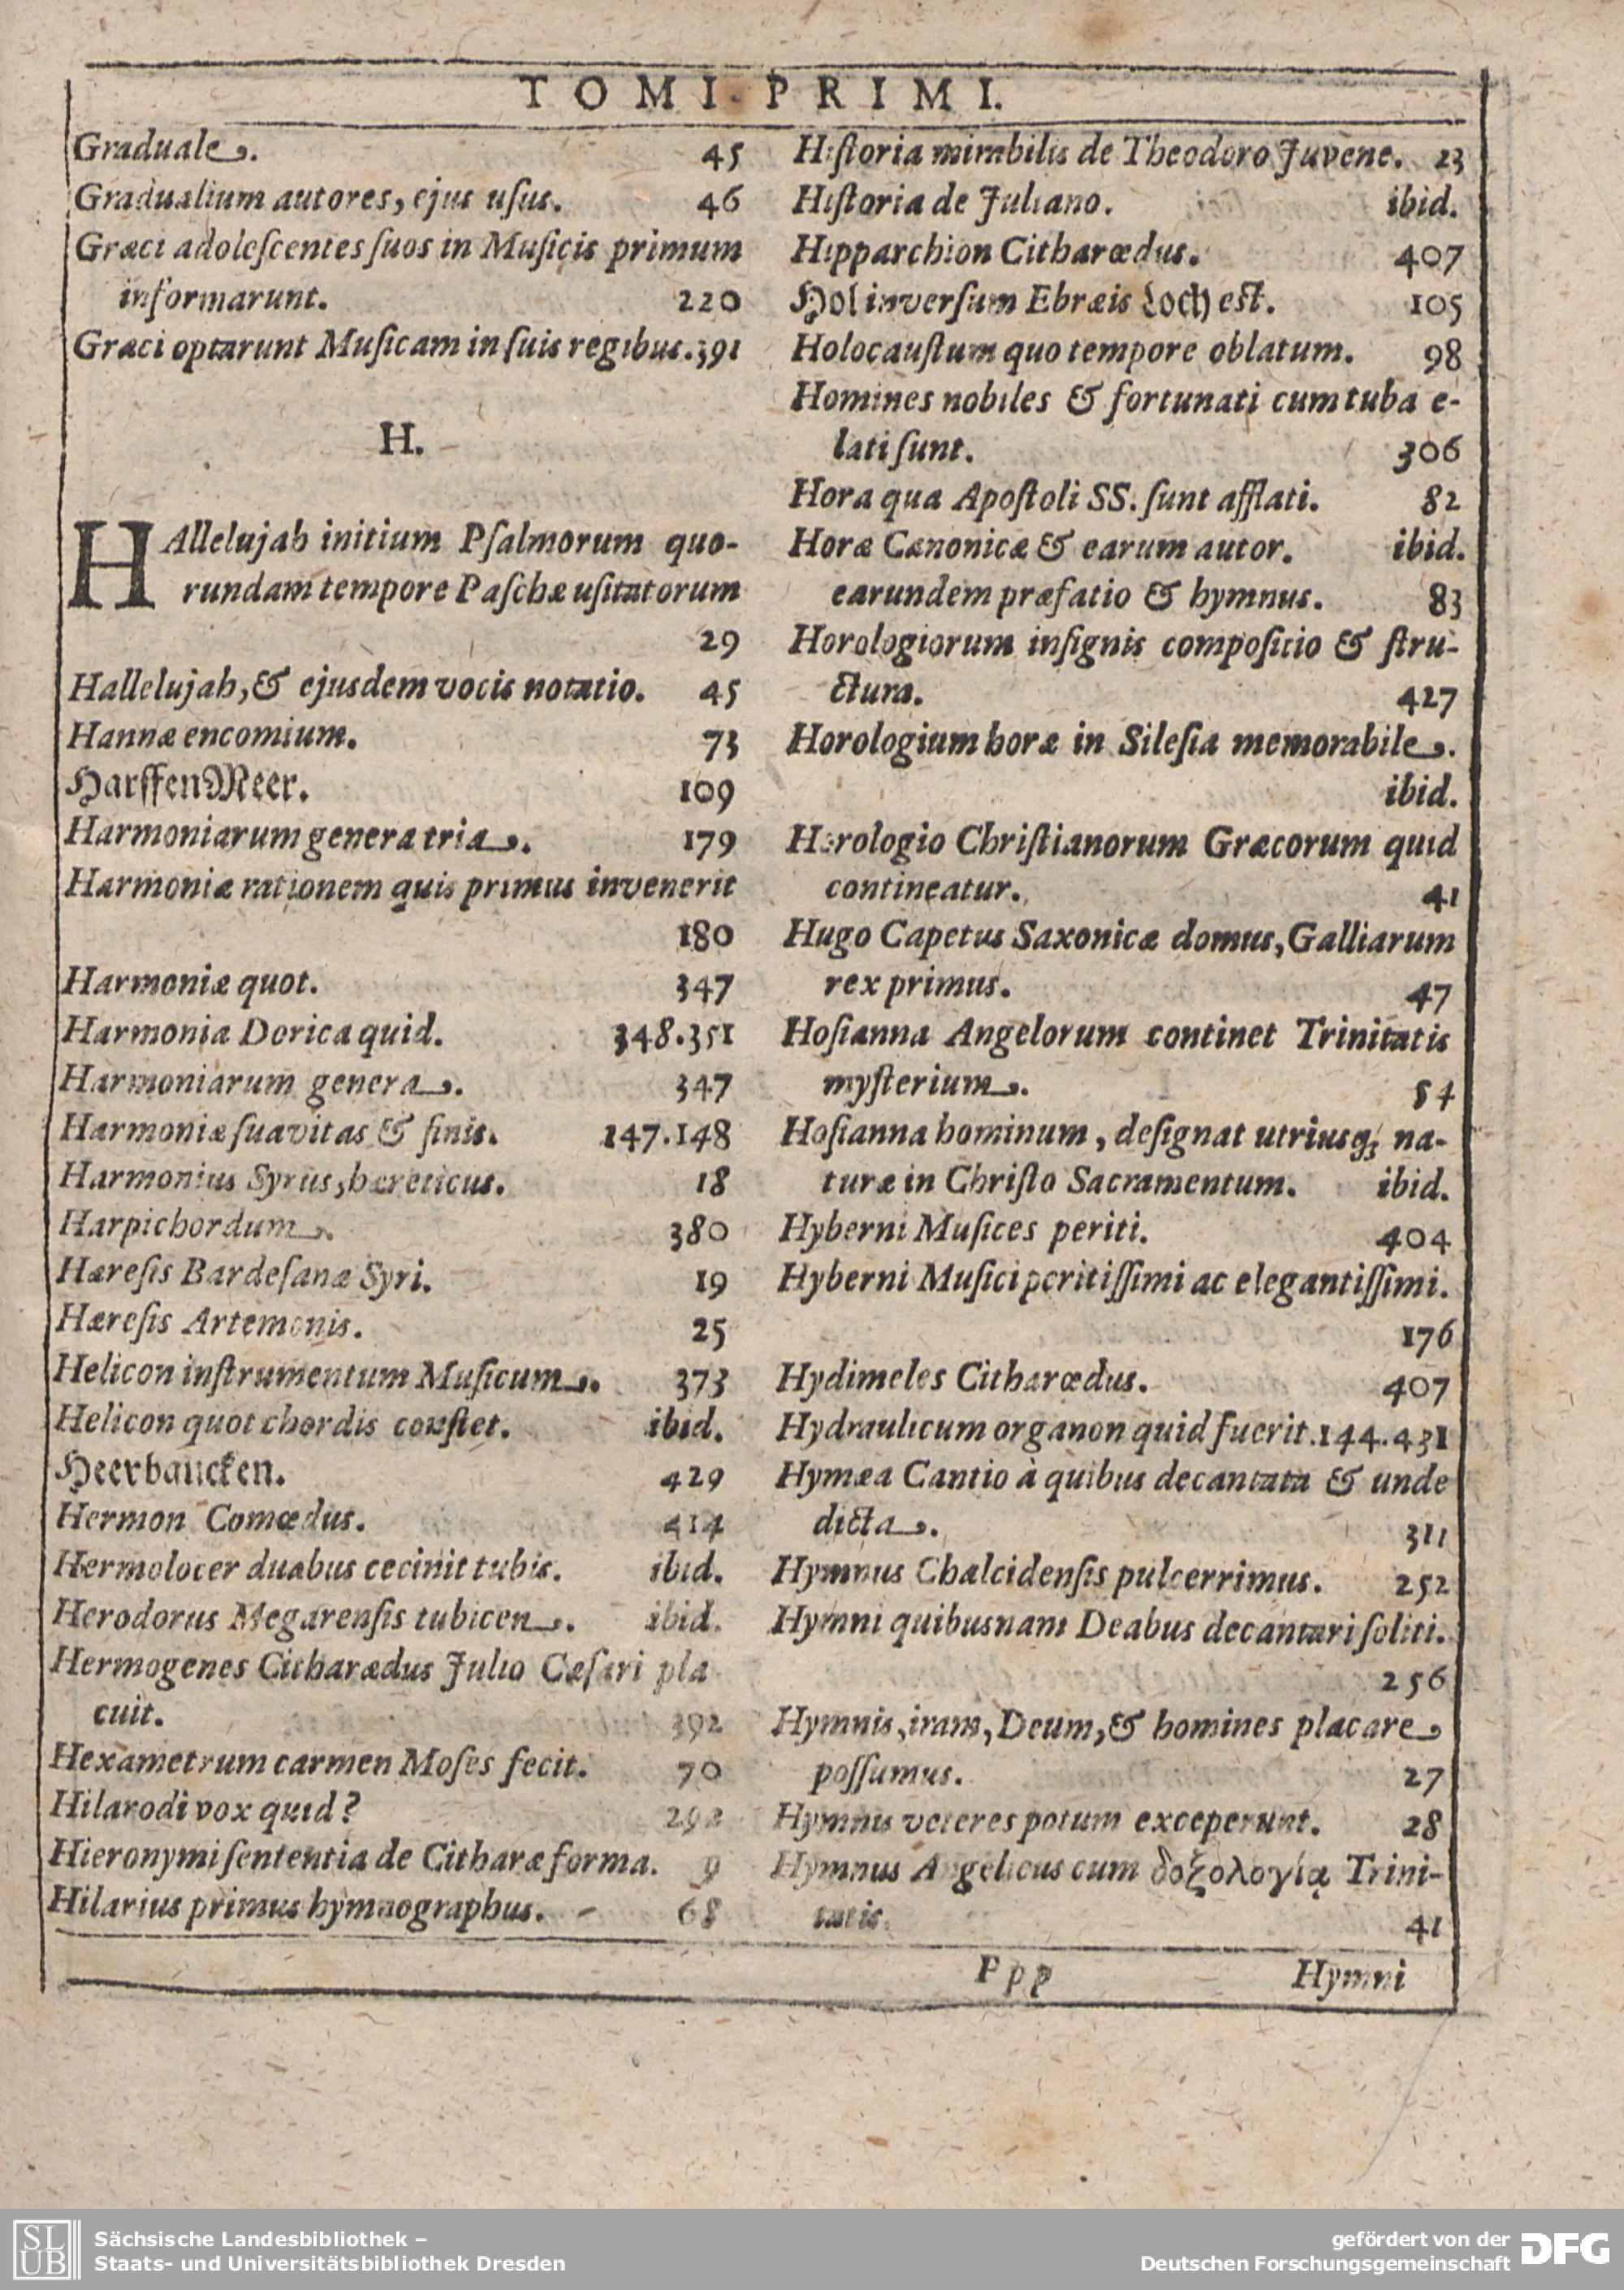 TOMI PRIMI.
Graduale. 45
Gradualium autores, ejus uſus. 46
Græci adoleſcentes ſuos in Muſicis primum
informarunt. 220
Græci optarunt Muſicam in ſuis regibus. 391
H.
HAllelujah initium Pſalmorum quo-
rundam tempore Paſchæ uſitatorum
29
Hallelujah, & ejusdem vocis notatio. 45
Hannæ encomium. 73
HarffenMeer. 109
Harmoniarum genera tria. 179
Harmoniæ rationem quis primus invenerit
180
Harmoniæ quot. 347
Harmonia Dorica quid. 348.351
Harmoniarum genera. 347
Harmoniæ ſuavitas & finis. 147.148
Harmonius Syrus, hæreticus. 18
Harpichordum. 380
Hæreſis Bardeſanæ Syri. 19
Hæreſis Artemonis. 25
Helicon inſtrumentum Muſicum. 373
Helicon quot chordis conſtet. ibid.
Heerbaucken. 429
Hermon Comœdus. 414
Hermolocer duabus cecinit tubis. ibid.
Herodorus Megarenſis tubicen. ibid.
Hermogenes Citharædus Julio Cæſari pla
cuit. 392
Hexametrum carmen Moſes fecit. 70
Hilarodi vox quid? 292
Hieronymi ſententia de Citharæ forma. 9
Hilarius primus hymnographus. 68
Hiſtoria mirabilis de Theodoro Juvene. 23
Hiſtoria de Juliano. ibid.
Hipparchion Citharœdus. 407
Hol inverſum Ebræis Loch est. 105
Holocauſtum quo tempore oblatum. 98
Homines nobiles & fortunati cum tuba e-
lati ſunt. 306
Hora qua Apoſtoli SS. ſunt afflati. 82
Horæ Canonicæ & earum autor. ibid.
earundem præfatio & hymnus. 83
Horologiorum inſignis compoſitio & ſtru-
ctura. 427
Horologium horæ in Sileſia memorabile.
ibid.
Horologio Chriſtianorum Græcorum quid
contineatur. 41
Hugo Capetus Saxonicæ domus, Galliarum
rex primus. 47
Hoſianna Angelorum continet Trinitatis
myſterium. 54
Hoſianna hominum, deſignat utriusq; na-
turæ in Chriſto Sacramentum. ibid.
Hyberni Muſices periti. 404
Hyberni Muſici peritiſſimi ac elegantiſſimi.
176
Hydimeles Citharœdus. 407
Hydraulicum organon quid fuerit. 144.431
Hymæa Cantio à quibus decantata & unde
dicta. 311
Hymnus Chalcidenſis pulcerrimus. 252
Hymni quibusnam Deabus decantari ſoliti.
256
Hymnis, iram, Deum, & homines placare
poſſumus. 27
Hymnis veteres potum exceperunt. 28
Hymnus Angelicus cum δοξολογίᾳ Trini-
tatis. 41
Ppp Hymni
SLUB
Sächsische Landesbibliothek –
Staats- und Universitätsbibliothek Dresden
gefördert von der
Deutschen Forschungsgemeinschaft
DFG